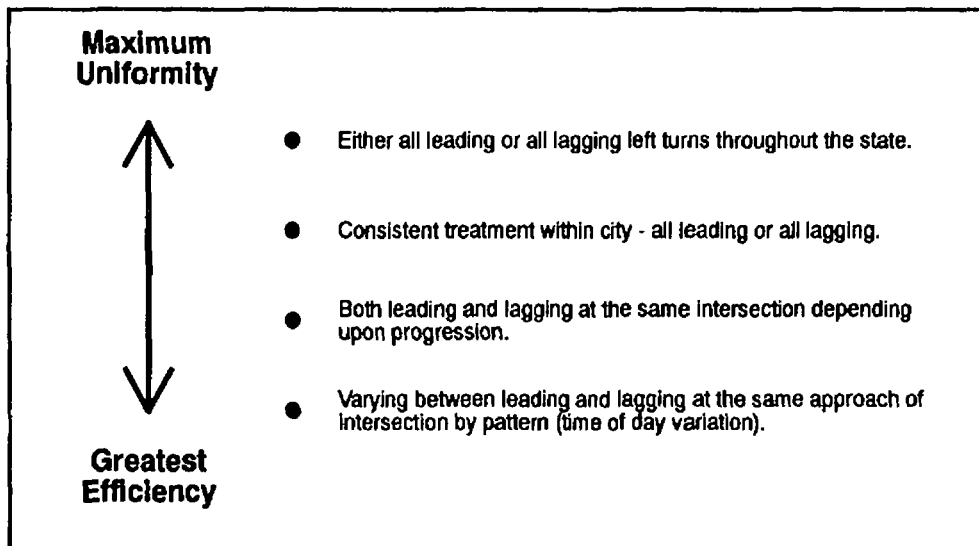 Maximum
Uniformity
● Either all leading or all lagging left turns throughout the state.
● Consistent treatment within city - all leading or all lagging.
● Both leading and lagging at the same intersection depending
upon progression.
● Varying between leading and lagging at the same approach of
intersection by pattern (time of day variation).
Greatest
Efficiency